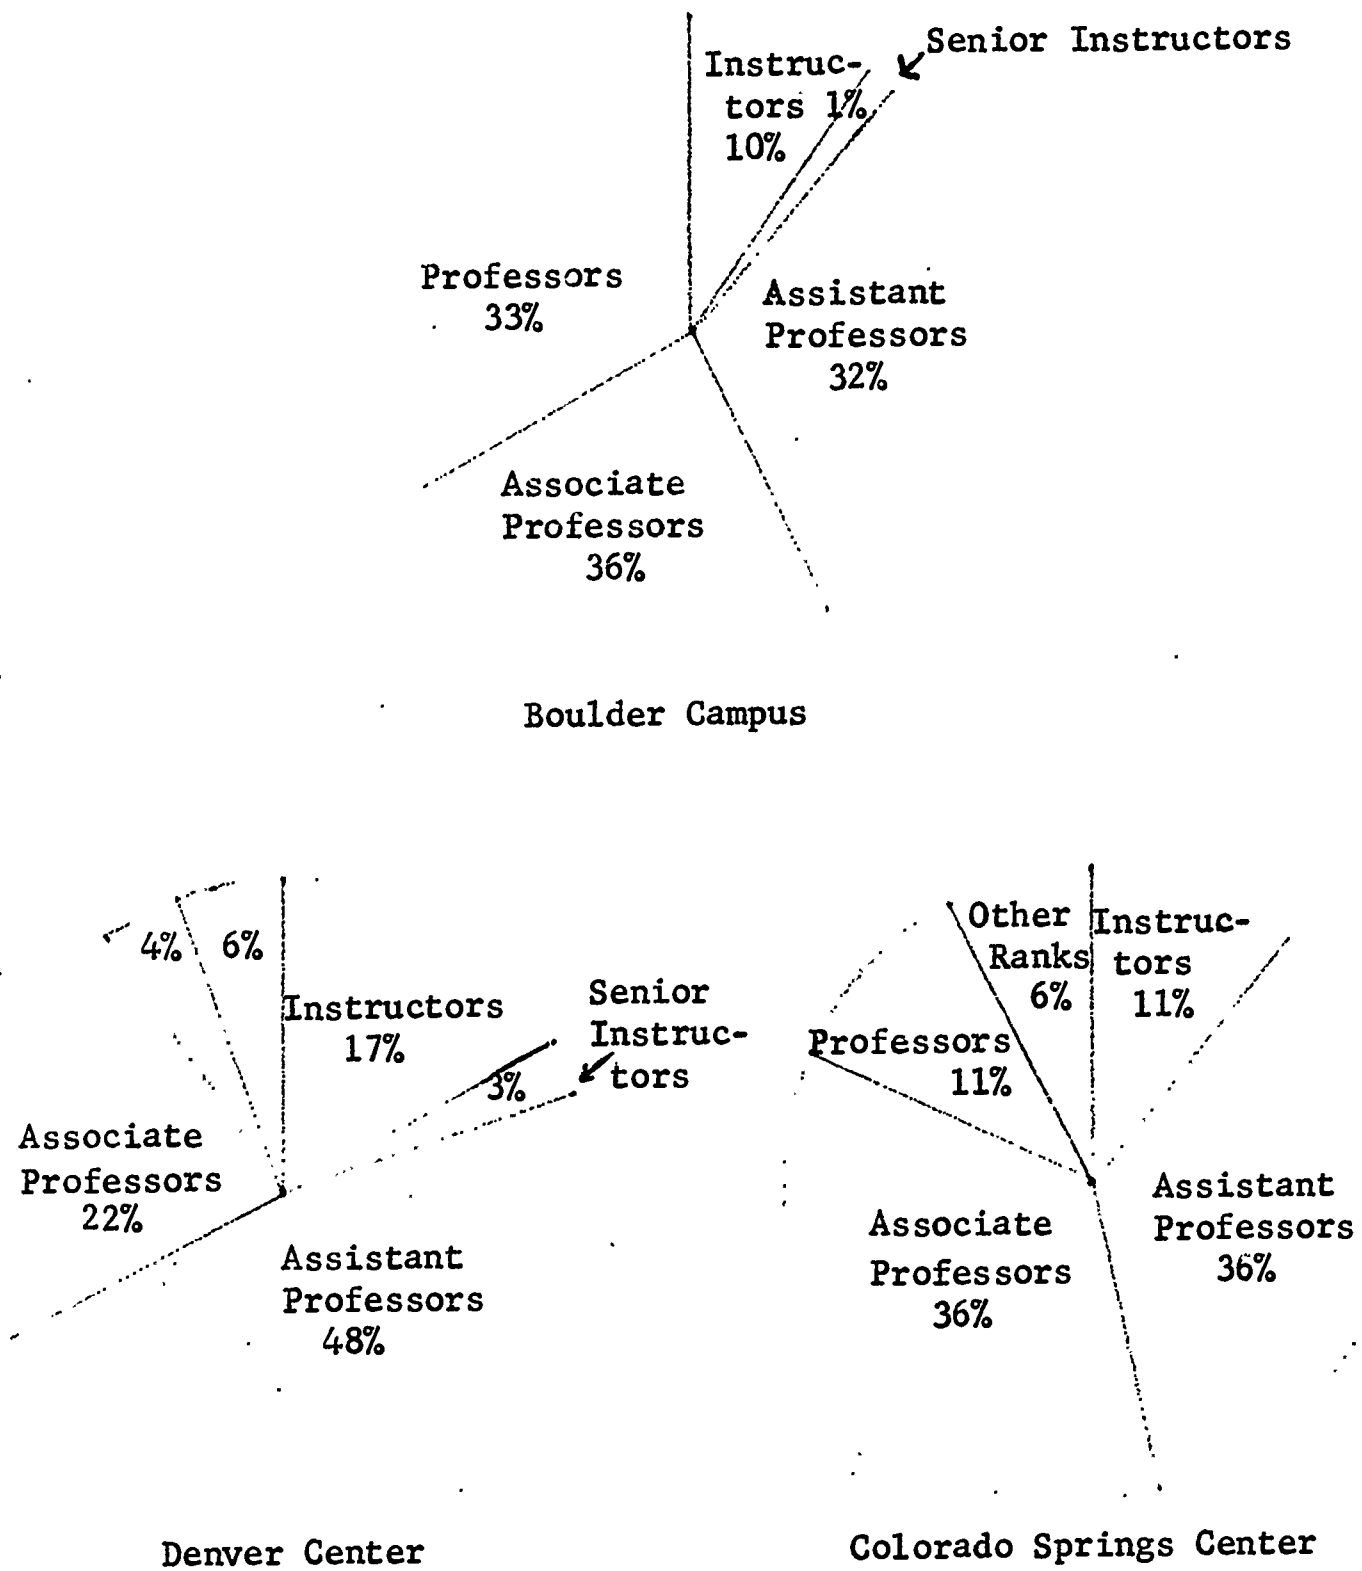 Senior Instructors
Instruc-
tors 1%
10%
Professors
33%
Assistant
Professors
32%
Associate
Professors
36%
Boulder Campus
4% 6%
Instructors
17%
Senior
Instruc-
tors
3%
Associate
Professors
22%
Assistant
Professors
48%
Denver Center
Other
Ranks
6%
Instruc-
tors
11%
Professors
11%
Associate
Professors
36%
Assistant
Professors
36%
Colorado Springs Center